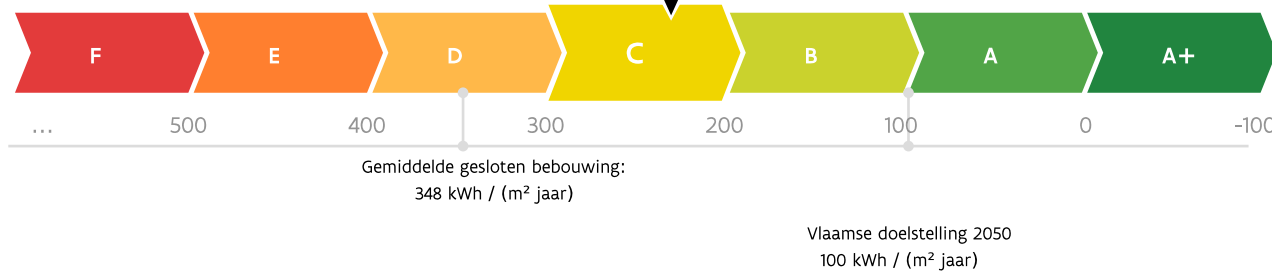 F E D C B A A+
... 500 400 300 200 100 0 -100
Gemiddelde gesloten bebouwing:
348 kWh / (m² jaar)
Vlaamse doelstelling 2050
100 kWh / (m² jaar)